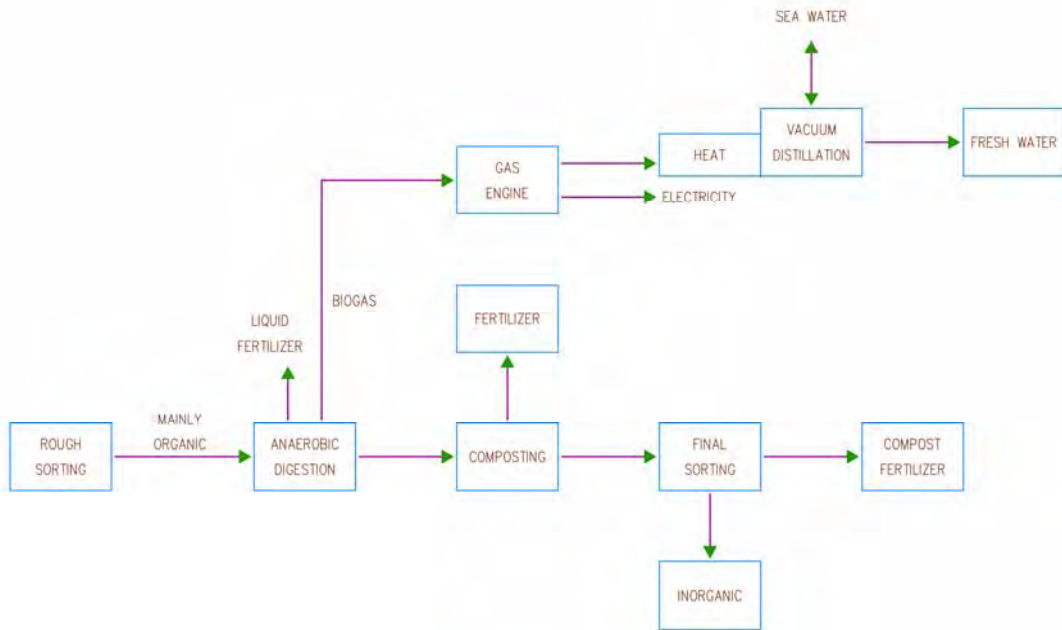 SEA WATER
VACUUM
DISTILLATION
HEAT
FRESH WATER
GAS
ENGINE
ELECTRICITY
BIOGAS
FERTILIZER
LIQUID
FERTILIZER
MAINLY
ORGANIC
ROUGH
SORTING
ANAEROBIC
DIGESTION
COMPOSTING
FINAL
SORTING
COMPOST
FERTILIZER
INORGANIC